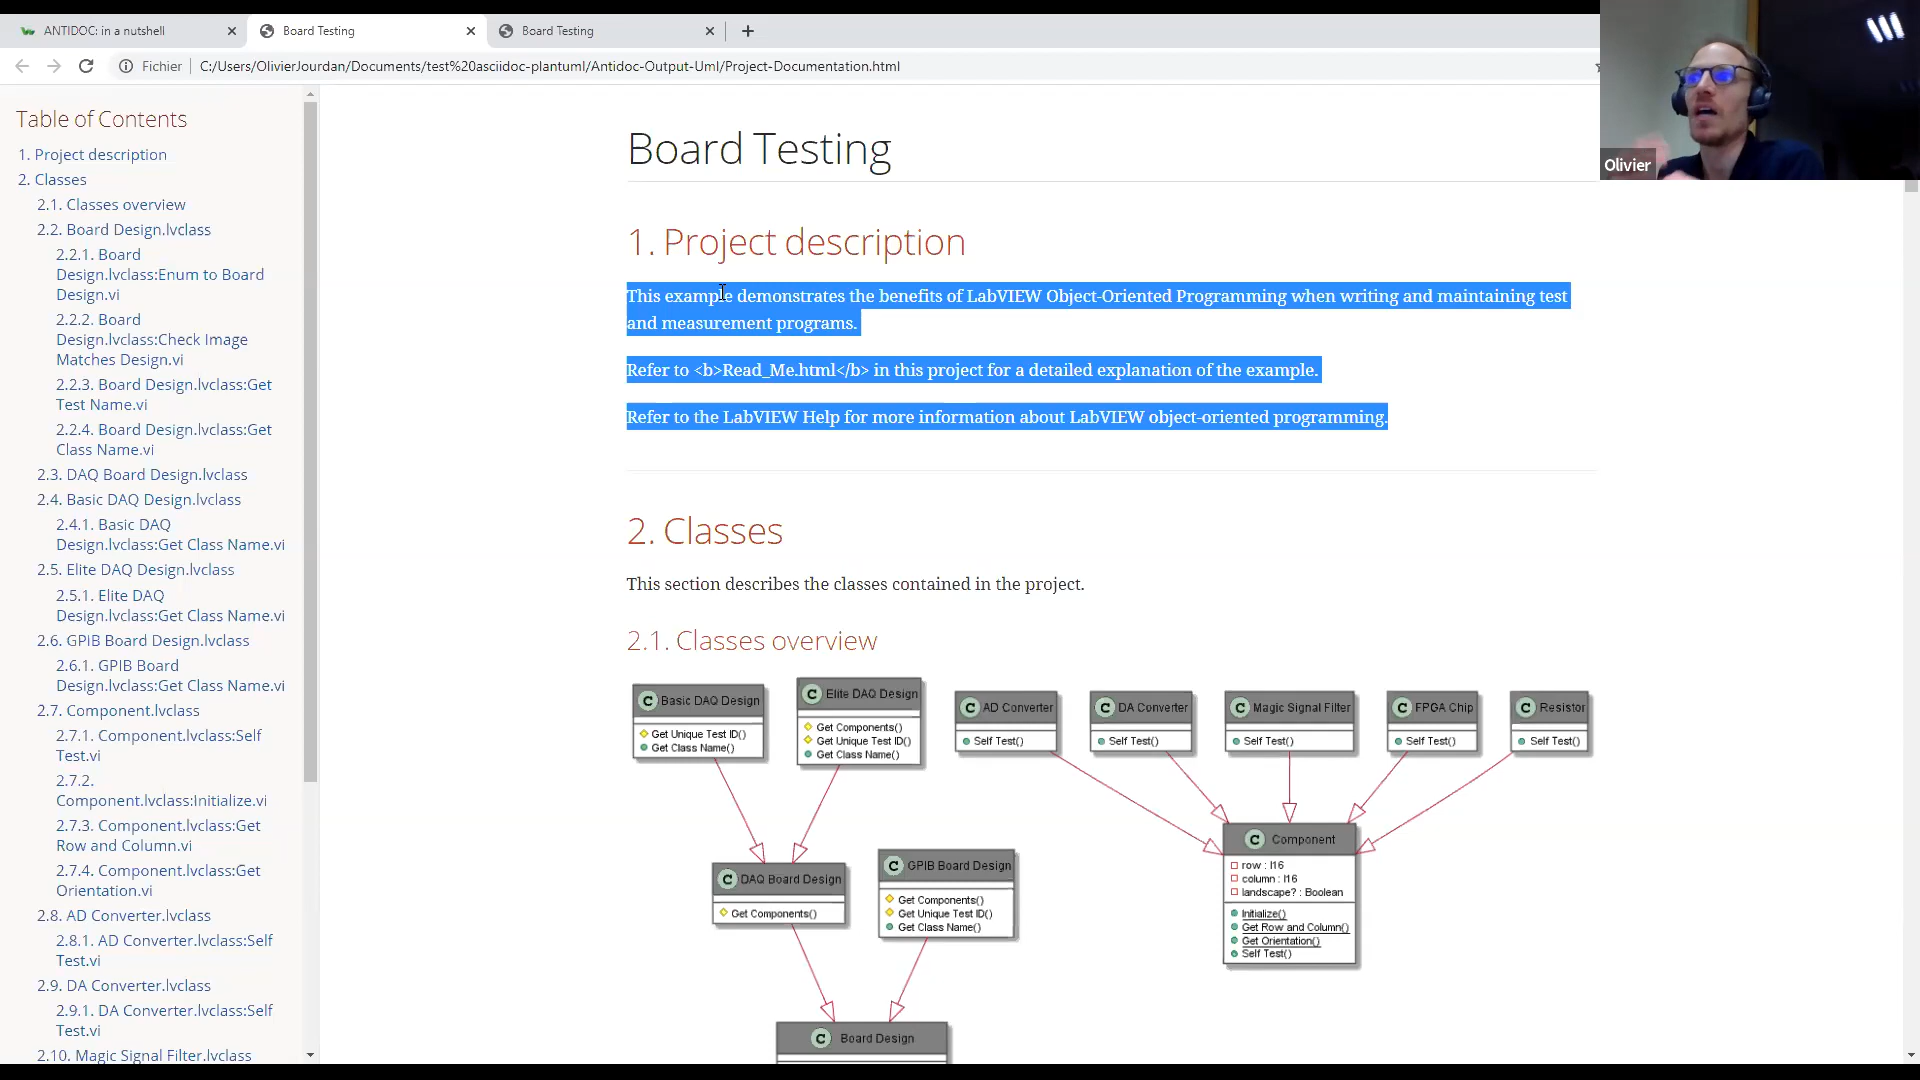 ANTIDOC: in a nutshell
Board Testing
Board Testing
Fichier
C:/Users/OlivierJourdan/Documents/test%20asciidoc-plantuml/Antidoc-Output-Uml/Project-Documentation.html
Olivier
Table of Contents
1. Project description
2. Classes
2.1. Classes overview
2.2. Board Design.lvclass
2.2.1. Board
Design.lvclass:Enum to Board
Design.vi
2.2.2. Board
Design.lvclass:Check Image
Matches Design.vi
2.2.3. Board Design.lvclass:Get
Test Name.vi
2.2.4. Board Design.lvclass:Get
Class Name.vi
2.3. DAQ Board Design.lvclass
2.4. Basic DAQ Design.lvclass
2.4.1. Basic DAQ
Design.lvclass:Get Class Name.vi
2.5. Elite DAQ Design.lvclass
2.5.1. Elite DAQ
Design.lvclass:Get Class Name.vi
2.6. GPIB Board Design.lvclass
2.6.1. GPIB Board
Design.lvclass:Get Class Name.vi
2.7. Component.lvclass
2.7.1. Component.lvclass:Self
Test.vi
2.7.2.
Component.lvclass:Initialize.vi
2.7.3. Component.lvclass:Get
Row and Column.vi
2.7.4. Component.lvclass:Get
Orientation.vi
2.8. AD Converter.lvclass
2.8.1. AD Converter.lvclass:Self
Test.vi
2.9. DA Converter.lvclass
2.9.1. DA Converter.lvclass:Self
Test.vi
2.10. Magic Signal Filter.lvclass
Board Testing
1. Project description
This example demonstrates the benefits of LabVIEW Object-Oriented Programming when writing and maintaining test
and measurement programs.
Refer to <b>Read_Me.html</b> in this project for a detailed explanation of the example.
Refer to the LabVIEW Help for more information about LabVIEW object-oriented programming.
2. Classes
This section describes the classes contained in the project.
2.1. Classes overview
C Basic DAQ Design
Get Unique Test ID()
Get Class Name()
C Elite DAQ Design
Get Components()
Get Unique Test ID()
Get Class Name()
C AD Converter
Self Test()
C DA Converter
Self Test()
C Magic Signal Filter
Self Test()
C FPGA Chip
Self Test()
C Resistor
Self Test()
C DAQ Board Design
Get Components()
C GPIB Board Design
Get Components()
Get Unique Test ID()
Get Class Name()
C Component
row : I16
column : I16
landscape? : Boolean
Initialize()
Get Row and Column()
Get Orientation()
Self Test()
C Board Design